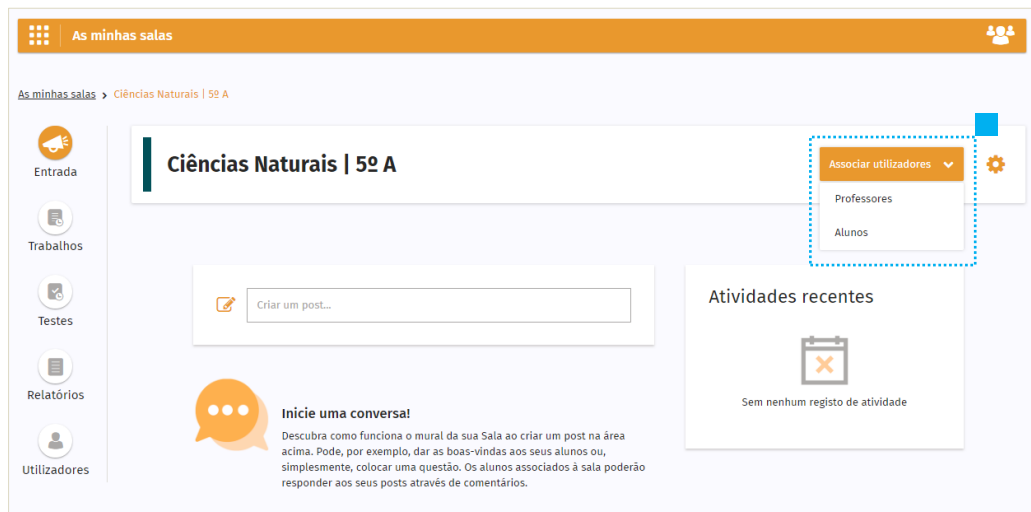 As minhas salas
As minhas salas > Ciências Naturais | 5º A
Entrada
Trabalhos
Testes
Relatórios
Utilizadores
Ciências Naturais | 5º A
Associar utilizadores
Professores
Alunos
Criar um post...
Inicie uma conversa!
Descubra como funciona o mural da sua Sala ao criar um post na área
acima. Pode, por exemplo, dar as boas-vindas aos seus alunos ou,
simplesmente, colocar uma questão. Os alunos associados à sala poderão
responder aos seus posts através de comentários.
Atividades recentes
Sem nenhum registo de atividade